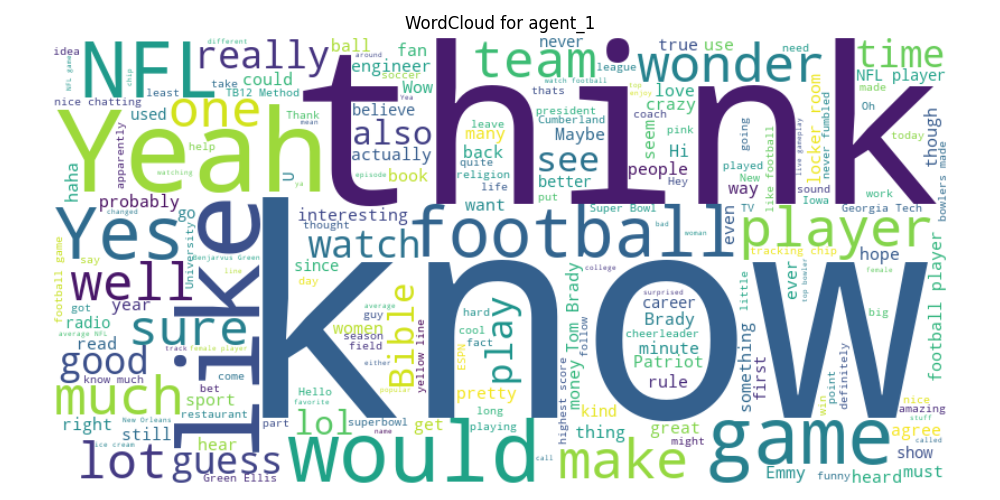 WordCloud for agent_1
think
know
NFL
really
team
wonder
time
Yeah
one
also
see
Yes
like
watch
football
player
well
sure
good
much
lot
guess
lol
would
make
game
play
Bible
idea
different
ball
fan
engineer
never
true
use
need
NFL player
NFL game
chip
take
could
TB12 Method
soccer
Wow
watch football
league
top
enjoy
around
made
nice chatting
least
used
Thank
mean
Yea
believe
thats
love
crazy
coach
president
Cumberland
leave
many
Maybe
seem
pink
Hi
locker room
never fumbled
Oh
though
today
going
live gameplay
actually
back
quite
religion
life
better
people
Hey
played
New
way
sound
Iowa
work
like football
bowlers made
apparently
help
watching
haha
U
ya
episode
book
put
want
TV
Georgia Tech
probably
changed
go
interesting
thought
Super Bowl
bad
woman
even
tracking chip
hope
say
Benjarvus Green
University
line
since
day
college
ever
female
football game
got
year
radio
average NFL
read
track
female player
know much
average
guy
women
season
field
either
yellow line
hard
cool
fact
ESPN
pretty
popular
Tom Brady
follow
surprised
career
Brady
cheerleader
minute
Patriot
rule
little
something
first
top bowler
big
football player
bet
come
sport
restaurant
right
New Orleans
still
ice cream
hear
Green Ellis
Hello
favorite
part
superbowl
name
get
long
playing
call
highest score
money
kind
thing
great
might
win
point
definitely
nice
amazing
stuff
agree
called
show
Emmy
funny
heard
must